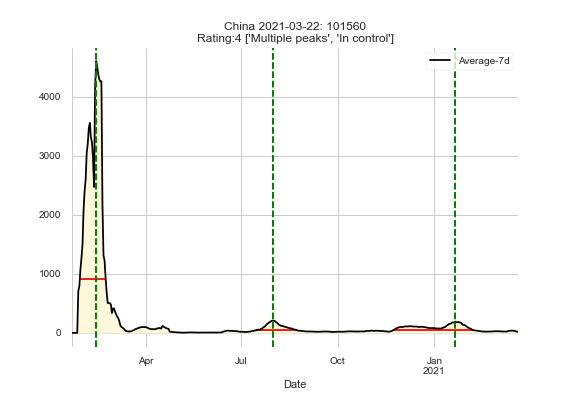 China 2021-03-22: 101560
Rating:4 ['Multiple peaks', 'In control']
Average-7d
4000
3000
2000
1000
0
Apr
Jul
Oct
Jan
2021
Date